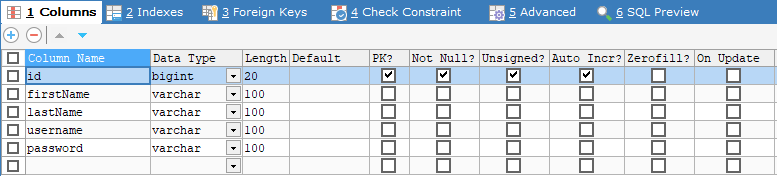 1 Columns 2 Indexes 3 Foreign Keys 4 Check Constraint 5 Advanced 6 SQL Preview
Column Name Data Type Length Default PK? Not Null? Unsigned? Auto Incr? Zerofill? On Update
id bigint 20
firstName varchar 100
lastName varchar 100
username varchar 100
password varchar 100